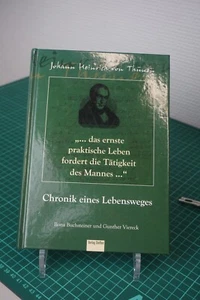 Johann Heinrich von Thünen
„... das ernste
praktische Leben
fordert die Tätigkeit
des Mannes ...“
Chronik eines Lebensweges
Buchsteiner und Gunther Viereck